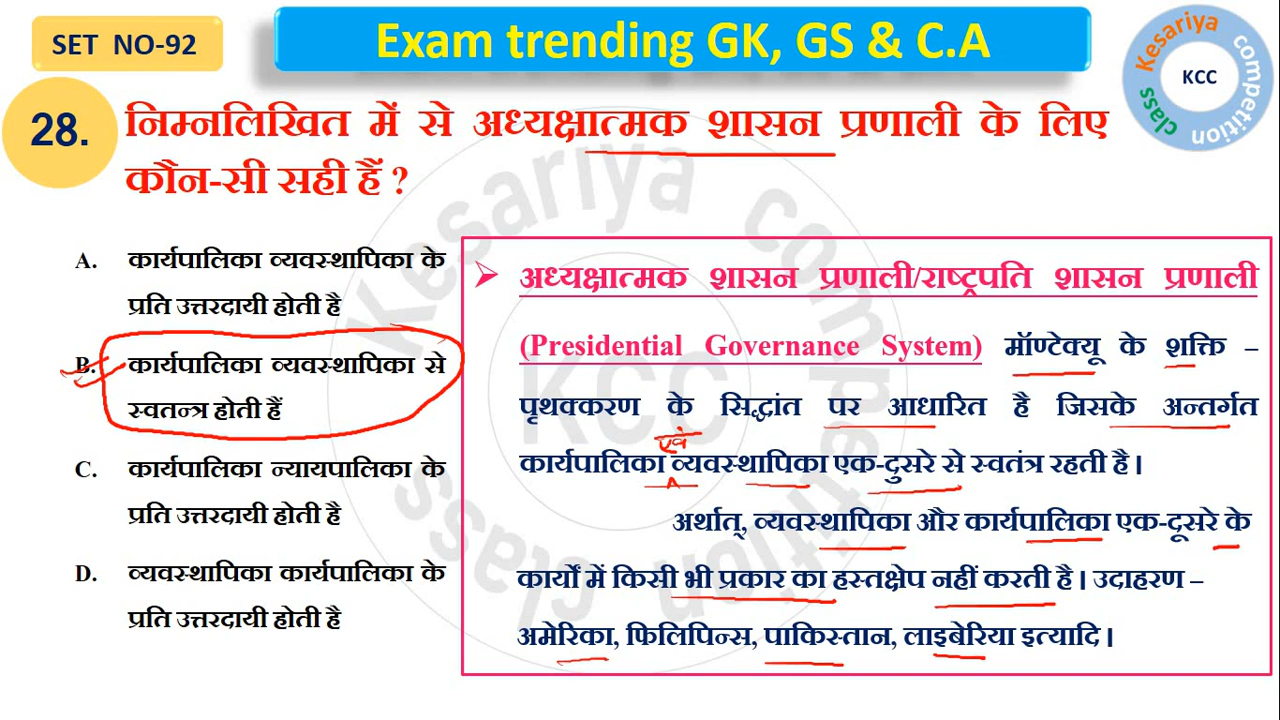 SET NO-92
Exam trending GK, GS & C.A
Kesariya competition class
KCC
28.
निम्नलिखित में से अध्यक्षात्मक शासन प्रणाली के लिए
कौन-सी सही हैं ?
A. कार्यपालिका व्यवस्थापिका के
प्रति उत्तरदायी होती है
B. कार्यपालिका व्यवस्थापिका से
स्वतन्त्र होती हैं
C. कार्यपालिका न्यायपालिका के
प्रति उत्तरदायी होती है
D. व्यवस्थापिका कार्यपालिका के
प्रति उत्तरदायी होती है
➢ अध्यक्षात्मक शासन प्रणाली/राष्ट्रपति शासन प्रणाली
(Presidential Governance System) मॉण्टेक्यू के शक्ति –
पृथक्करण के सिद्धांत पर आधारित है जिसके अन्तर्गत
एवं
कार्यपालिका व्यवस्थापिका एक-दुसरे से स्वतंत्र रहती है।
अर्थात्, व्यवस्थापिका और कार्यपालिका एक-दूसरे के
कार्यों में किसी भी प्रकार का हस्तक्षेप नहीं करती है। उदाहरण –
अमेरिका, फिलिपिन्स, पाकिस्तान, लाइबेरिया इत्यादि।
Kesariya competition class
KCC